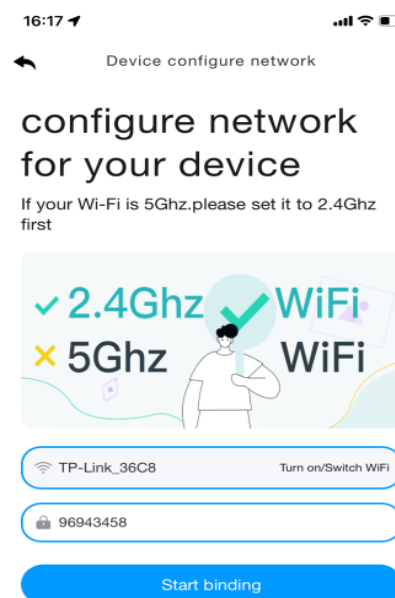 16:17
Device configure network
configure network
for your device
If your Wi-Fi is 5Ghz.please set it to 2.4Ghz
first
2.4Ghz WiFi
5Ghz WiFi
TP-Link_36C8 Turn on/Switch WiFi
96943458
Start binding